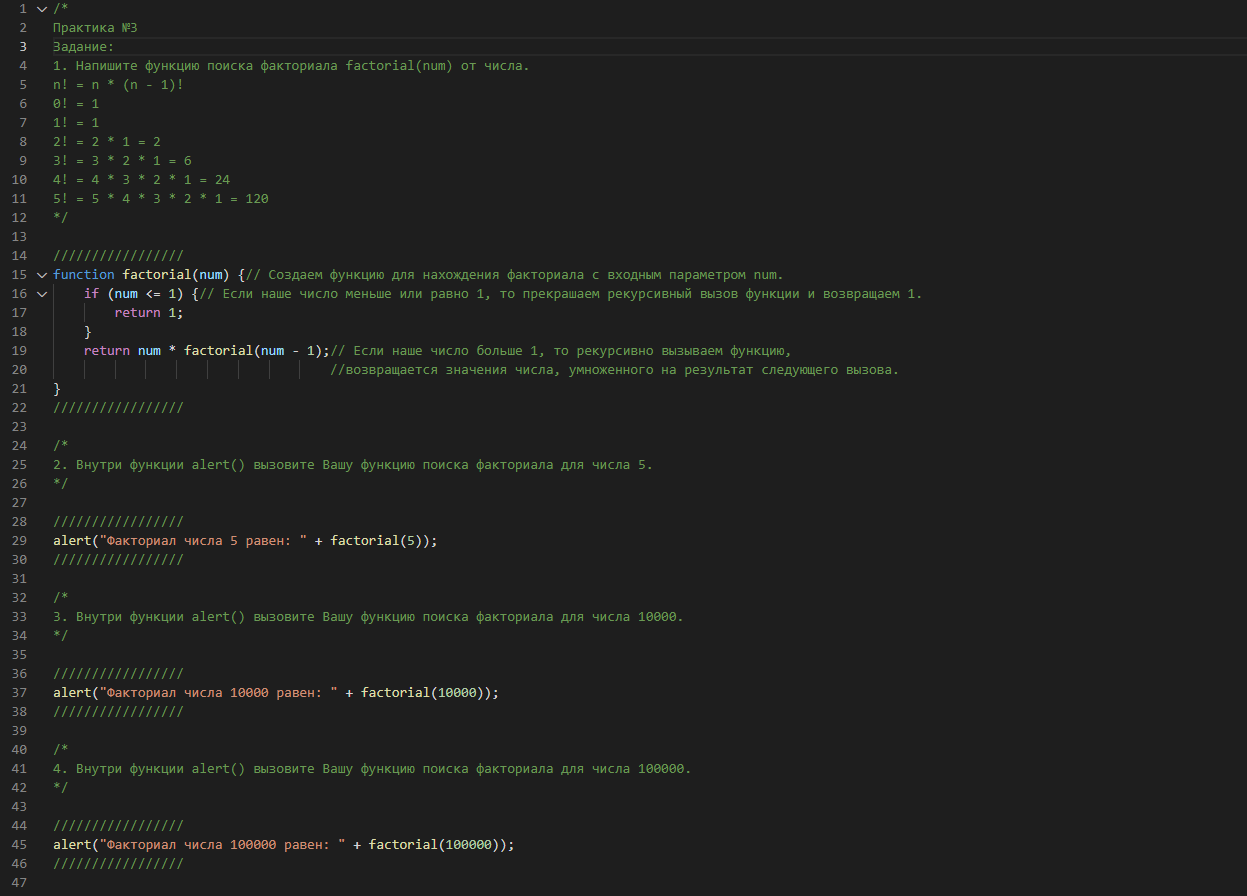 1 /*
2 Практика №3
3 Задание:
4 1. Напишите функцию поиска факториала factorial(num) от числа.
5 n! = n * (n - 1)!
6 0! = 1
7 1! = 1
8 2! = 2 * 1 = 2
9 3! = 3 * 2 * 1 = 6
10 4! = 4 * 3 * 2 * 1 = 24
11 5! = 5 * 4 * 3 * 2 * 1 = 120
12 */
13
14 /////////////////
15 function factorial(num) {// Создаем функцию для нахождения факториала с входным параметром num.
16 if (num <= 1) {// Если наше число меньше или равно 1, то прекрашаем рекурсивный вызов функции и возвращаем 1.
17 return 1;
18 }
19 return num * factorial(num - 1);// Если наше число больше 1, то рекурсивно вызываем функцию,
20 //возвращается значения числа, умноженного на результат следующего вызова.
21 }
22 /////////////////
23
24 /*
25 2. Внутри функции alert() вызовите Вашу функцию поиска факториала для числа 5.
26 */
27
28 /////////////////
29 alert("Факториал числа 5 равен: " + factorial(5));
30 /////////////////
31
32 /*
33 3. Внутри функции alert() вызовите Вашу функцию поиска факториала для числа 10000.
34 */
35
36 /////////////////
37 alert("Факториал числа 10000 равен: " + factorial(10000));
38 /////////////////
39
40 /*
41 4. Внутри функции alert() вызовите Вашу функцию поиска факториала для числа 100000.
42 */
43
44 /////////////////
45 alert("Факториал числа 100000 равен: " + factorial(100000));
46 /////////////////
47